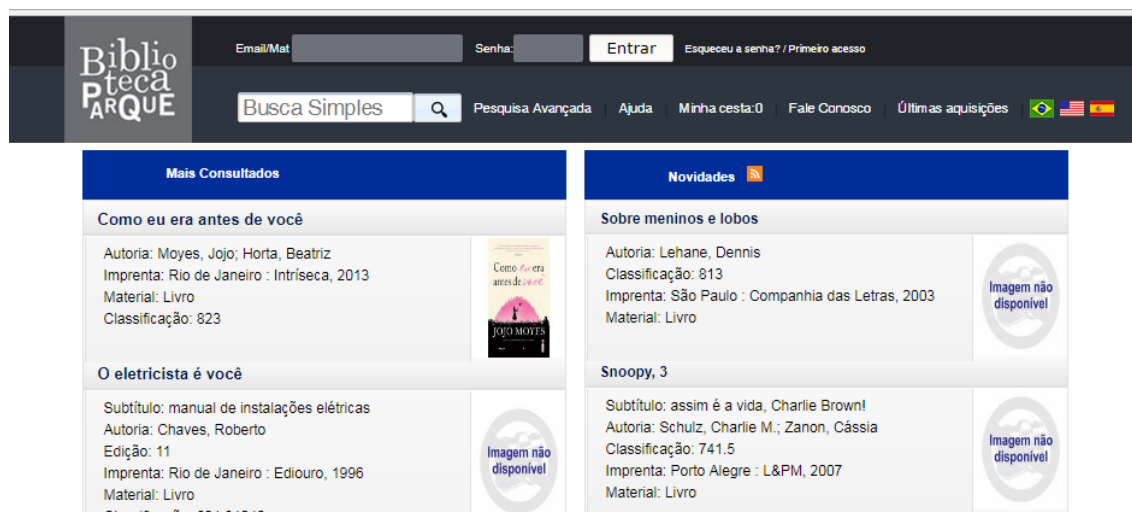 Biblio
teca
PARQUE
Email/Mat
Senha:
Entrar
Esqueceu a senha? / Primeiro acesso
Busca Simples
Pesquisa Avançada
Ajuda
Minha cesta:0
Fale Conosco
Últimas aquisições
Mais Consultados
Como eu era antes de você
Autoria: Moyes, Jojo; Horta, Beatriz
Imprenta: Rio de Janeiro : Intríseca, 2013
Material: Livro
Classificação: 823
Como eu era
antes de você
JOJO MOYES
O eletricista é você
Subtítulo: manual de instalações elétricas
Autoria: Chaves, Roberto
Edição: 11
Imprenta: Rio de Janeiro : Ediouro, 1996
Material: Livro
Imagem não
disponível
Novidades
Sobre meninos e lobos
Autoria: Lehane, Dennis
Classificação: 813
Imprenta: São Paulo : Companhia das Letras, 2003
Material: Livro
Imagem não
disponível
Snoopy, 3
Subtítulo: assim é a vida, Charlie Brown!
Autoria: Schulz, Charlie M.; Zanon, Cássia
Classificação: 741.5
Imprenta: Porto Alegre : L&PM, 2007
Material: Livro
Imagem não
disponível